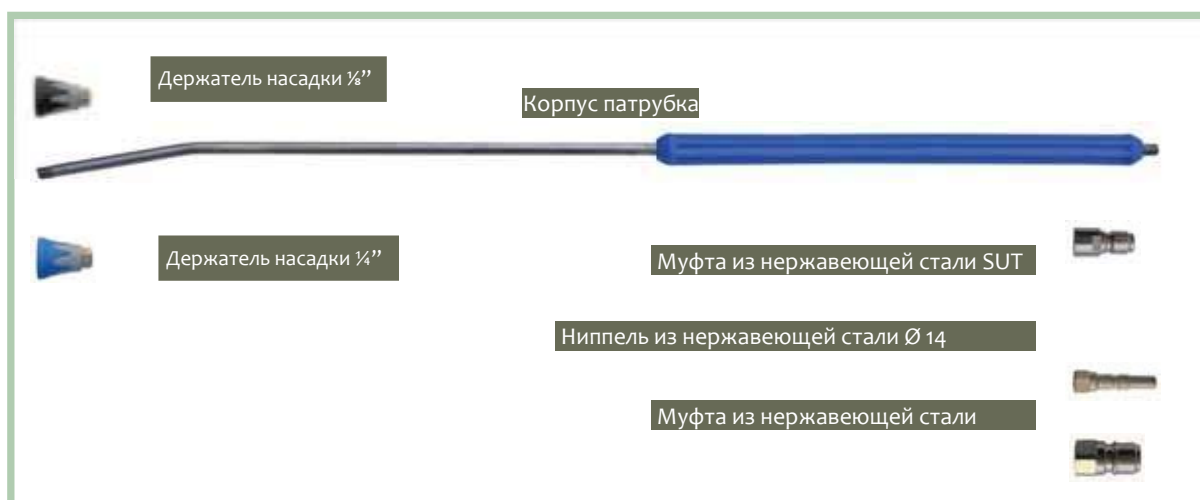 Держатель насадки ⅛”
Корпус патрубка
Держатель насадки ¼”
Муфта из нержавеющей стали SUT
Ниппель из нержавеющей стали Ø 14
Муфта из нержавеющей стали